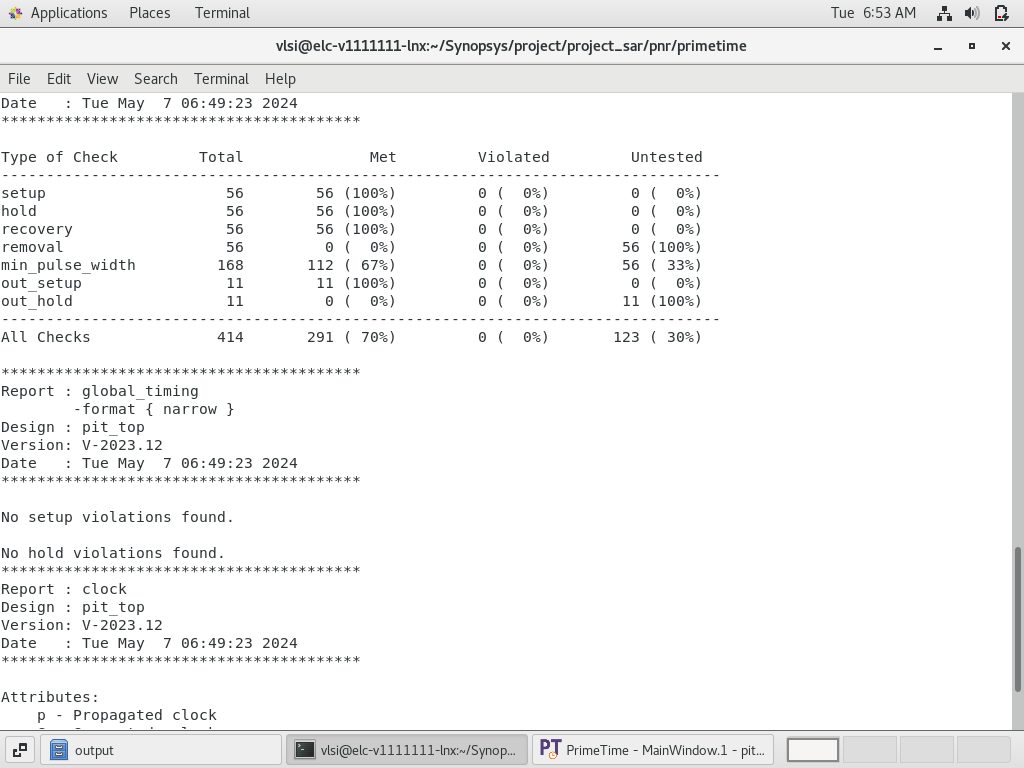 Applications Places Terminal Tue 6:53 AM
vlsi@elc-v1111111-lnx:~/Synopsys/project/project_sar/pnr/primetime
File Edit View Search Terminal Help
Date   : Tue May  7 06:49:23 2024
****************************************
Type of Check         Total              Met         Violated         Untested
--------------------------------------------------------------------------------
setup                    56        56 (100%)         0 (  0%)         0 (  0%)
hold                     56        56 (100%)         0 (  0%)         0 (  0%)
recovery                 56        56 (100%)         0 (  0%)         0 (  0%)
removal                  56         0 (  0%)         0 (  0%)        56 (100%)
min_pulse_width         168       112 ( 67%)         0 (  0%)        56 ( 33%)
out_setup                11        11 (100%)         0 (  0%)         0 (  0%)
out_hold                 11         0 (  0%)         0 (  0%)        11 (100%)
--------------------------------------------------------------------------------
All Checks              414       291 ( 70%)         0 (  0%)       123 ( 30%)
****************************************
Report : global_timing
        -format { narrow }
Design : pit_top
Version: V-2023.12
Date   : Tue May  7 06:49:23 2024
****************************************
No setup violations found.
No hold violations found.
****************************************
Report : clock
Design : pit_top
Version: V-2023.12
Date   : Tue May  7 06:49:23 2024
****************************************
Attributes:
    p - Propagated clock
output
vlsi@elc-v1111111-lnx:~/Synop...
PT PrimeTime - MainWindow.1 - pit...